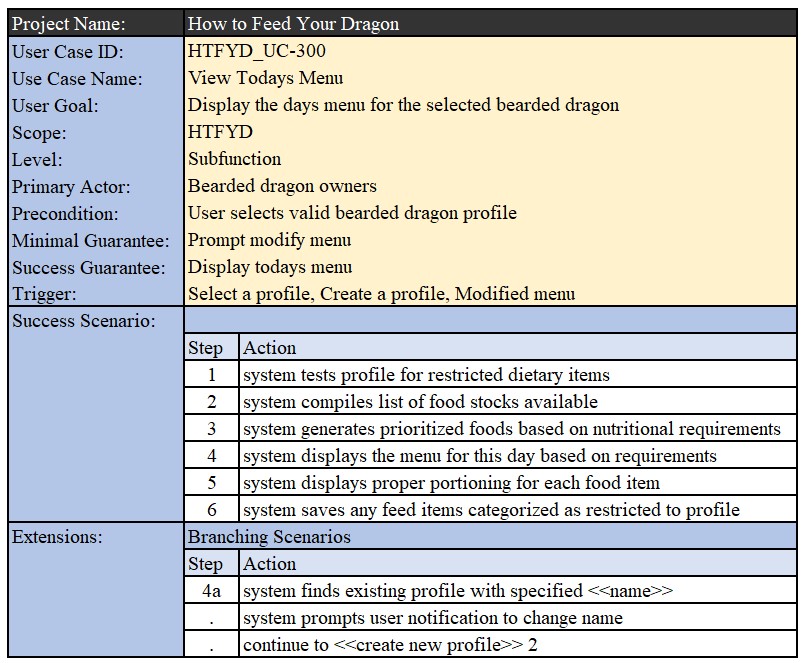 Project Name: How to Feed Your Dragon
User Case ID: HTFYD_UC-300
Use Case Name: View Todays Menu
User Goal: Display the days menu for the selected bearded dragon
Scope: HTFYD
Level: Subfunction
Primary Actor: Bearded dragon owners
Precondition: User selects valid bearded dragon profile
Minimal Guarantee: Prompt modify menu
Success Guarantee: Display todays menu
Trigger: Select a profile, Create a profile, Modified menu
Success Scenario:
Step Action
1 system tests profile for restricted dietary items
2 system compiles list of food stocks available
3 system generates prioritized foods based on nutritional requirements
4 system displays the menu for this day based on requirements
5 system displays proper portioning for each food item
6 system saves any feed items categorized as restricted to profile
Extensions: Branching Scenarios
Step Action
4a system finds existing profile with specified <<name>>
. system prompts user notification to change name
. continue to <<create new profile>> 2